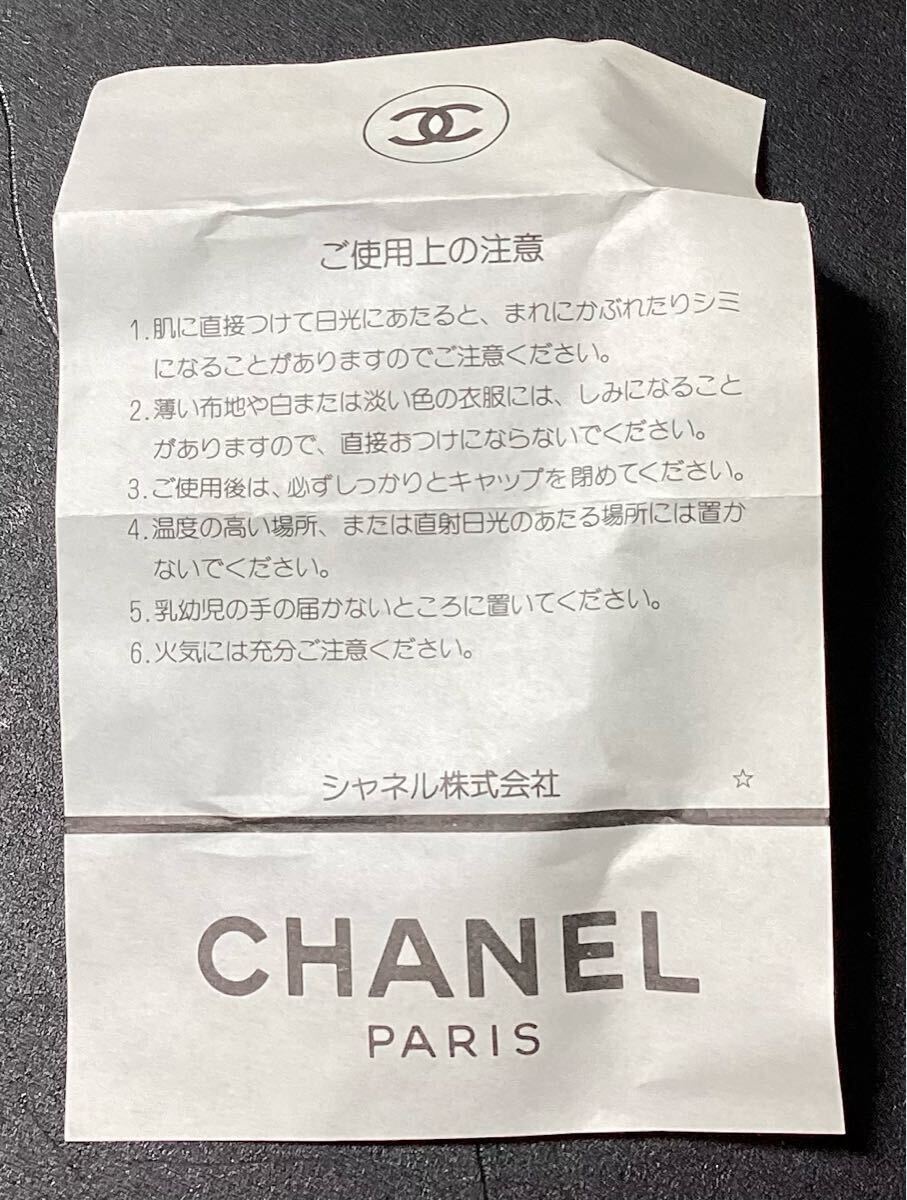 ご使用上の注意
1.肌に直接つけて日光にあたると、まれにかぶれたりシミ
になることがありますのでご注意ください。
2.薄い布地や白または淡い色の衣服には、しみになること
がありますので、直接おつけにならないでください。
3.ご使用後は、必ずしっかりとキャップを閉めてください。
4.温度の高い場所、または直射日光のあたる場所には置か
ないでください。
5.乳幼児の手の届かないところに置いてください。
6.火気には充分ご注意ください。
シャネル株式会社 ☆
CHANEL
PARIS